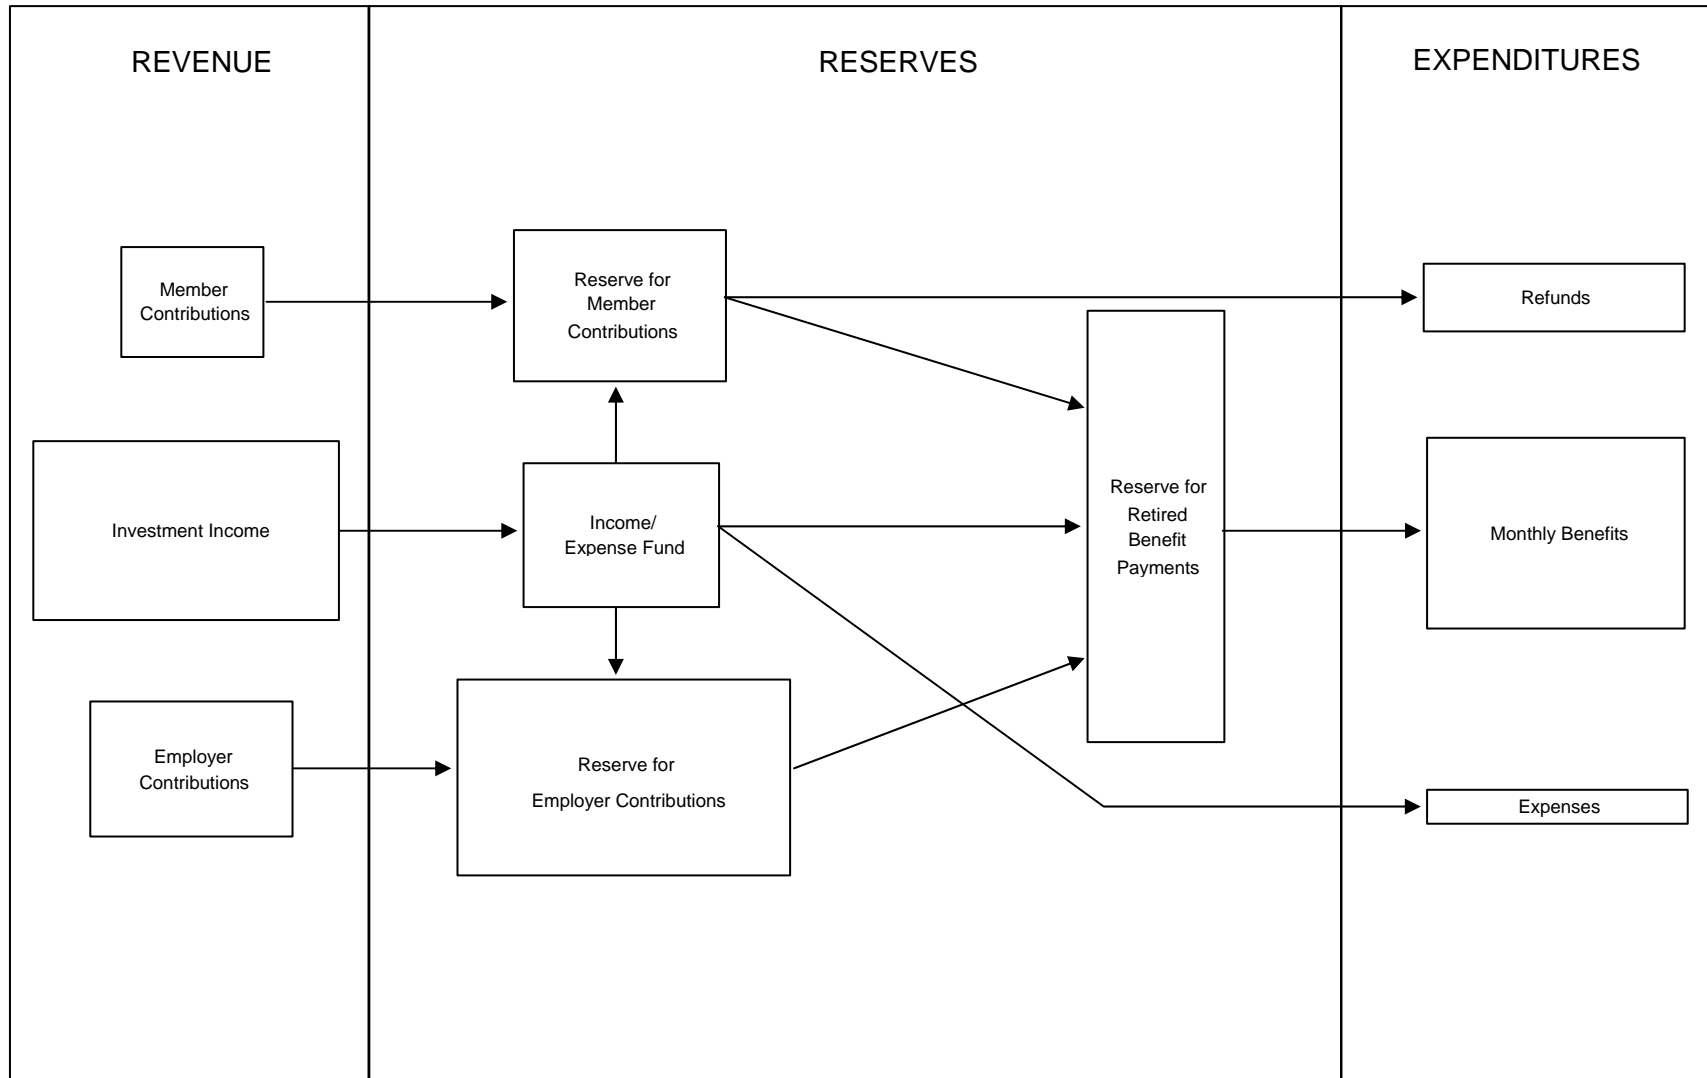 REVENUE
RESERVES
EXPENDITURES
Member
Contributions
Reserve for
Member
Contributions
Refunds
Investment Income
Income/
Expense Fund
Reserve for
Retired
Benefit
Payments
Monthly Benefits
Employer
Contributions
Reserve for
Employer Contributions
Expenses